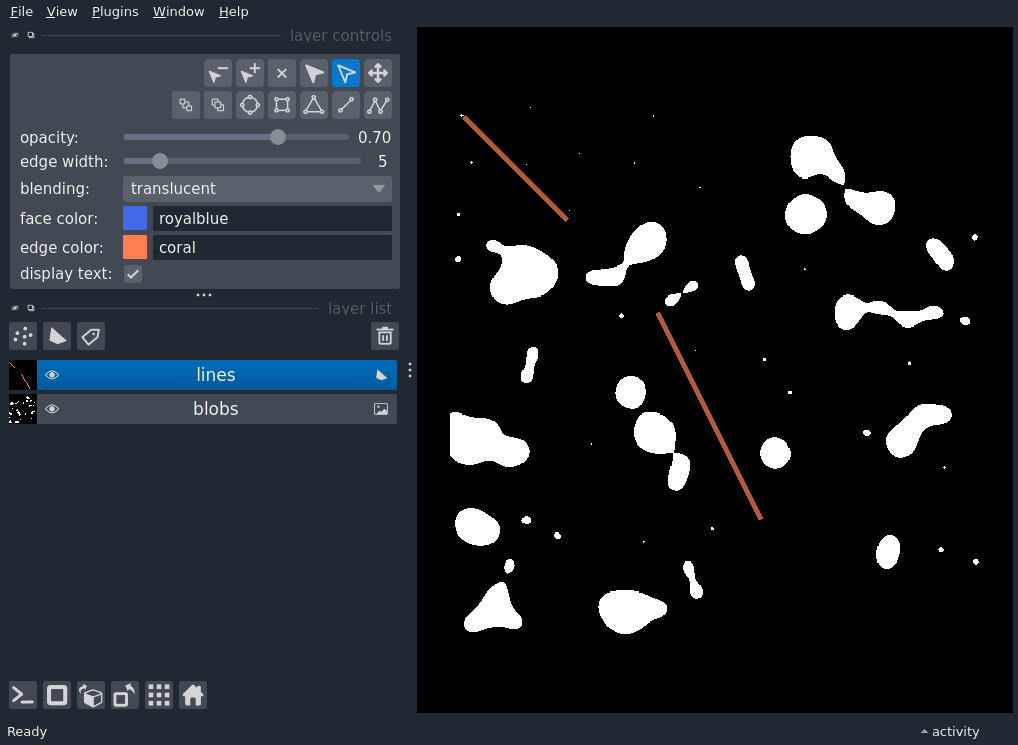 File View Plugins Window Help
layer controls
opacity: 0.70
edge width: 5
blending: translucent
face color: royalblue
edge color: coral
display text:
layer list
lines
blobs
Ready activity